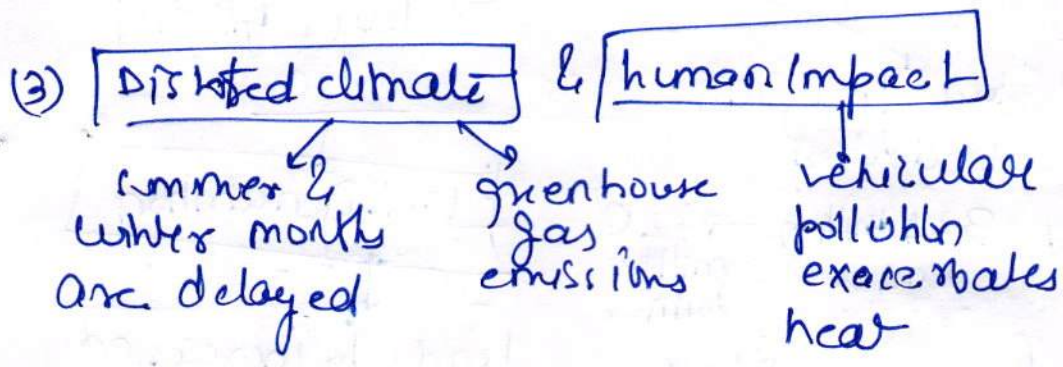 (3) Distorted climate & human Impact
summer &
winter months
are delayed
greenhouse
gas
emissions
vehicular
pollution
exacerbates
heat